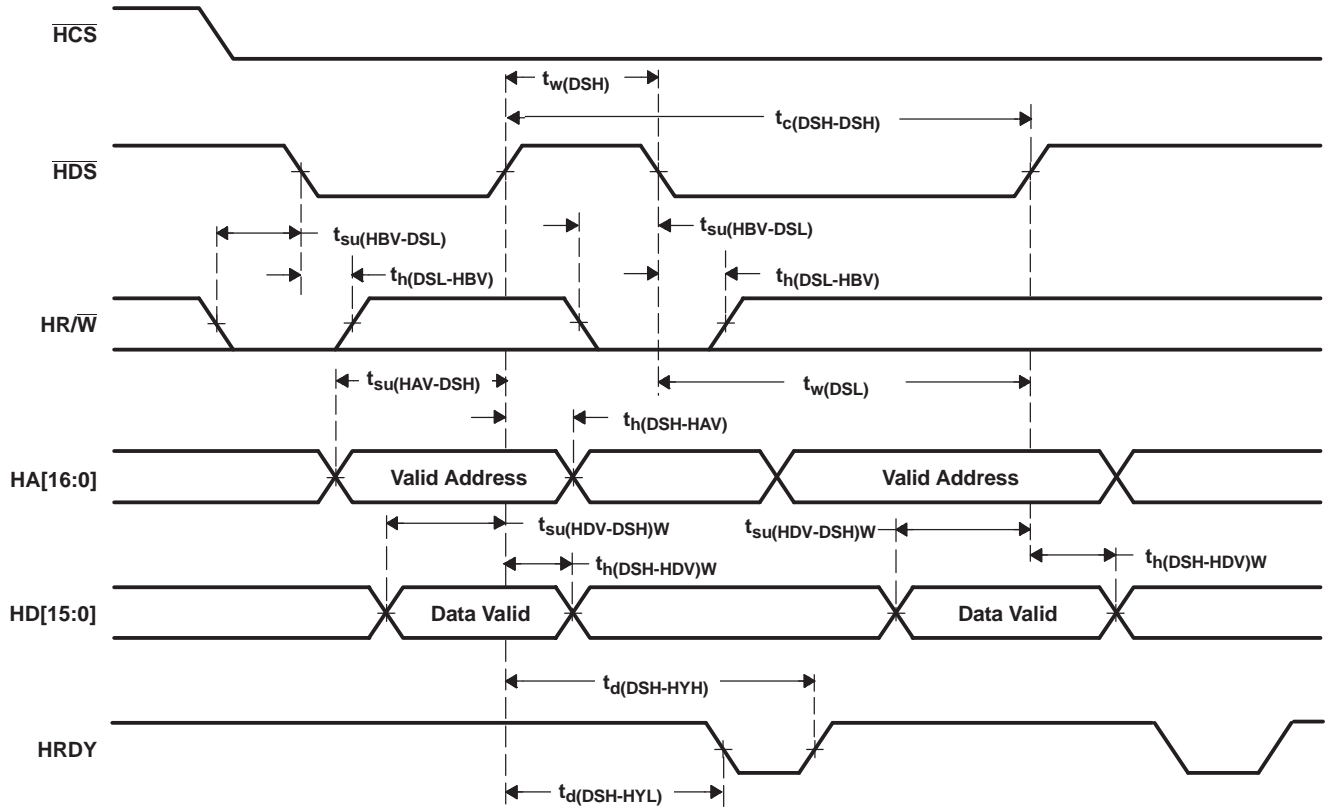 HCS
tw(DSH)
tc(DSH-DSH)
HDS
tsu(HBV-DSL)
tsu(HBV-DSL)
th(DSL-HBV)
th(DSL-HBV)
HR/W
tsu(HAV-DSH)
tw(DSL)
th(DSH-HAV)
HA[16:0]
Valid Address
Valid Address
tsu(HDV-DSH)W
tsu(HDV-DSH)W
th(DSH-HDV)W
th(DSH-HDV)W
HD[15:0]
Data Valid
Data Valid
td(DSH-HYH)
HRDY
td(DSH-HYL)